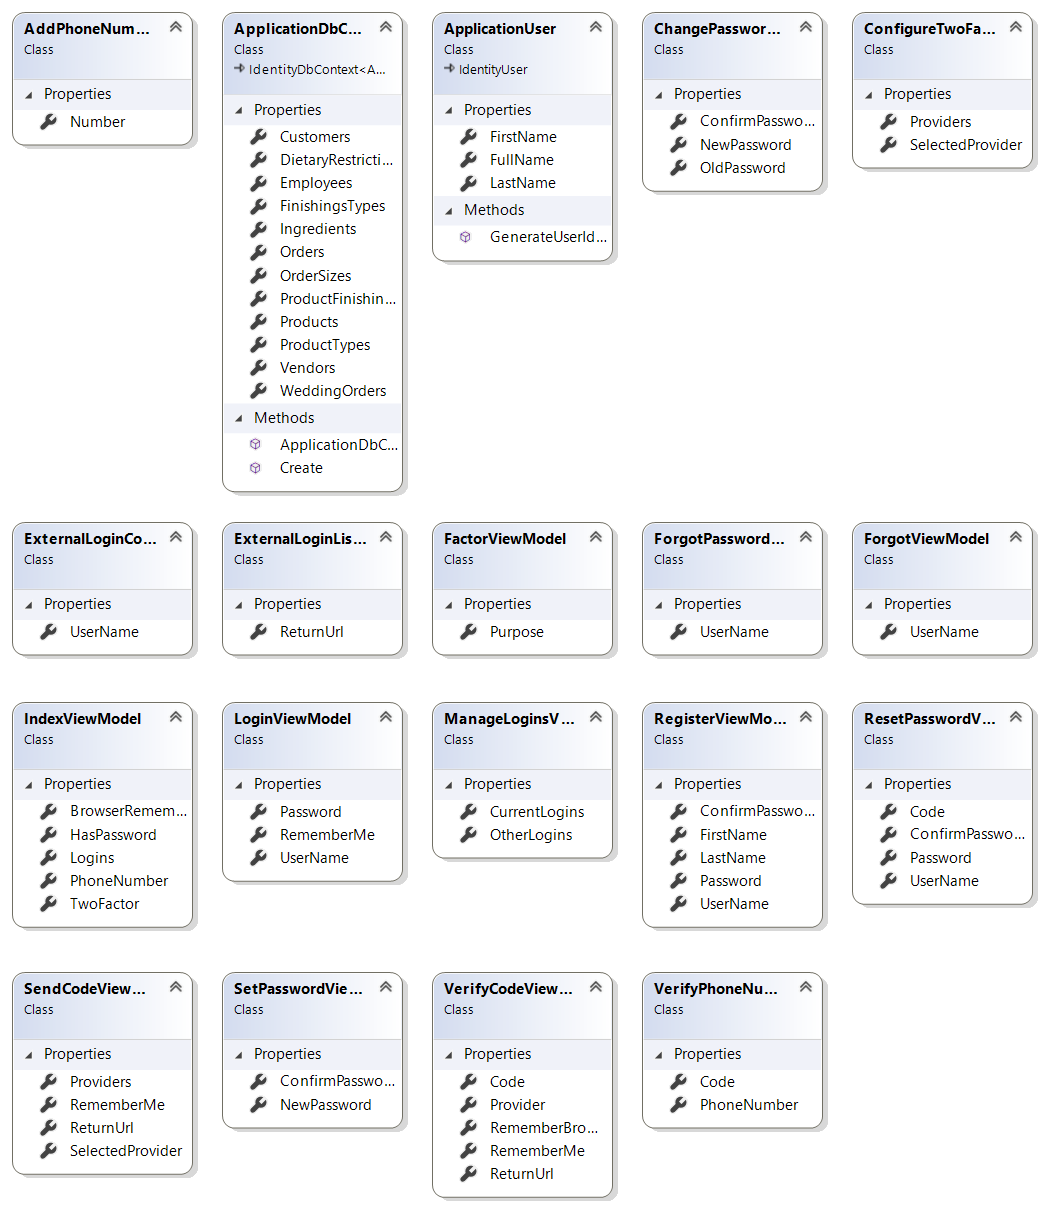 AddPhoneNum...
Class
Properties
Number
ApplicationDbC...
Class
IdentityDbContext<A...
Properties
Customers
DietaryRestricti...
Employees
FinishingsTypes
Ingredients
Orders
OrderSizes
ProductFinishin...
Products
ProductTypes
Vendors
WeddingOrders
Methods
ApplicationDbC...
Create
ApplicationUser
Class
IdentityUser
Properties
FirstName
FullName
LastName
Methods
GenerateUserId...
ChangePassword...
Class
Properties
ConfirmPasswo...
NewPassword
OldPassword
ConfigureTwoFa...
Class
Properties
Providers
SelectedProvider
ExternalLoginCo...
Class
Properties
UserName
ExternalLoginLis...
Class
Properties
ReturnUrl
FactorViewModel
Class
Properties
Purpose
ForgotPassword...
Class
Properties
UserName
ForgotViewModel
Class
Properties
UserName
IndexViewModel
Class
Properties
BrowserRemem...
HasPassword
Logins
PhoneNumber
TwoFactor
LoginViewModel
Class
Properties
Password
RememberMe
UserName
ManageLoginsV...
Class
Properties
CurrentLogins
OtherLogins
RegisterViewMo...
Class
Properties
ConfirmPasswo...
FirstName
LastName
Password
UserName
ResetPasswordV...
Class
Properties
Code
ConfirmPasswo...
Password
UserName
SendCodeView...
Class
Properties
Providers
RememberMe
ReturnUrl
SelectedProvider
SetPasswordVie...
Class
Properties
ConfirmPasswo...
NewPassword
VerifyCodeView...
Class
Properties
Code
Provider
RememberBro...
RememberMe
ReturnUrl
VerifyPhoneNu...
Class
Properties
Code
PhoneNumber